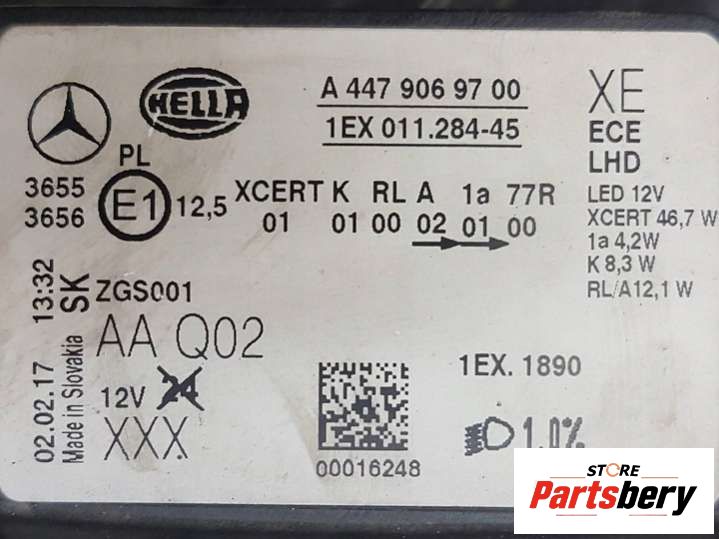 HELLA
A 447 906 97 00
1EX 011.284-45
XE
ECE
LHD
PL
3655
3656
E1
12,5
XCERT K RL A 1a 77R
01 01 00 02 01 00
LED 12V
XCERT 46,7 W
1a 4,2W
K 8,3 W
RL/A12,1 W
02.02.17 13:32
Made in Slovakia SK
ZGS001
AA Q02
12V 24
XXX
00016248
1EX. 1890
1.0%
STORE
Partsbery